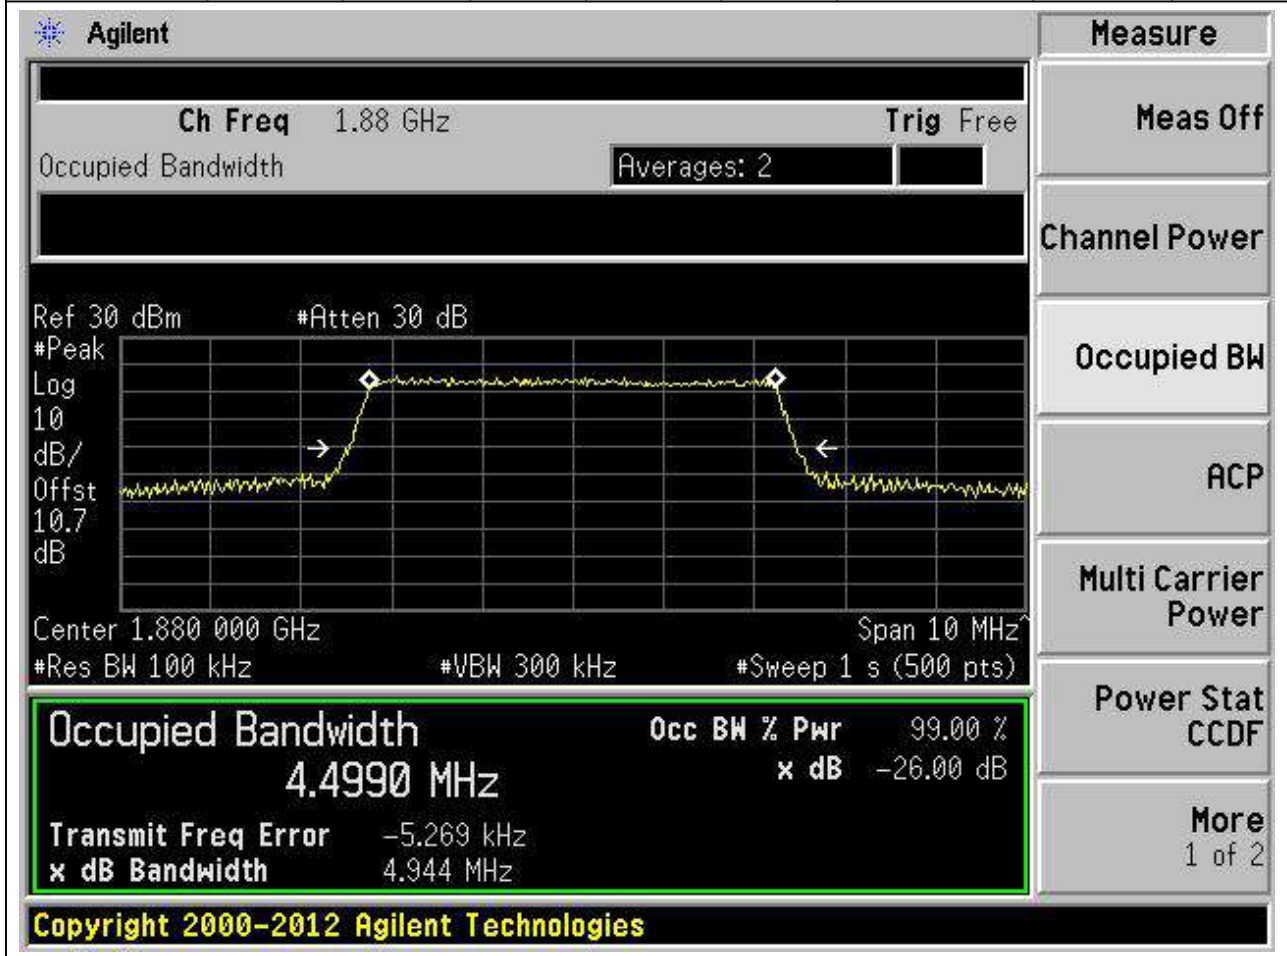 Agilent
Measure
Ch Freq 1.88 GHz Trig Free
Occupied Bandwidth Averages: 2
Meas Off
Channel Power
Occupied BW
ACP
Multi Carrier
Power
Power Stat
CCDF
More
1 of 2
Ref 30 dBm #Atten 30 dB
#Peak
Log
10
dB/
Offst
10.7
dB
Center 1.880 000 GHz Span 10 MHz^
#Res BW 100 kHz #VBW 300 kHz #Sweep 1 s (500 pts)
Occupied Bandwidth Occ BW % Pwr 99.00 %
4.4990 MHz x dB -26.00 dB
Transmit Freq Error -5.269 kHz
x dB Bandwidth 4.944 MHz
Copyright 2000-2012 Agilent Technologies